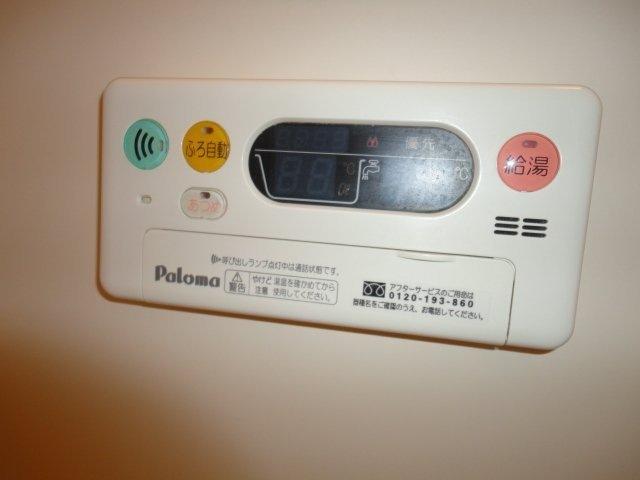 ふろ自動
優先
給湯
℃
℃
あつめ
呼び出しランプ点灯中は通話状態です。
Paloma
警告
やけど 湯温を確かめてから
注意 使用してください。
アフターサービスのご用命は
0120-193-860
器種名をご確認のうえ、お電話してください。